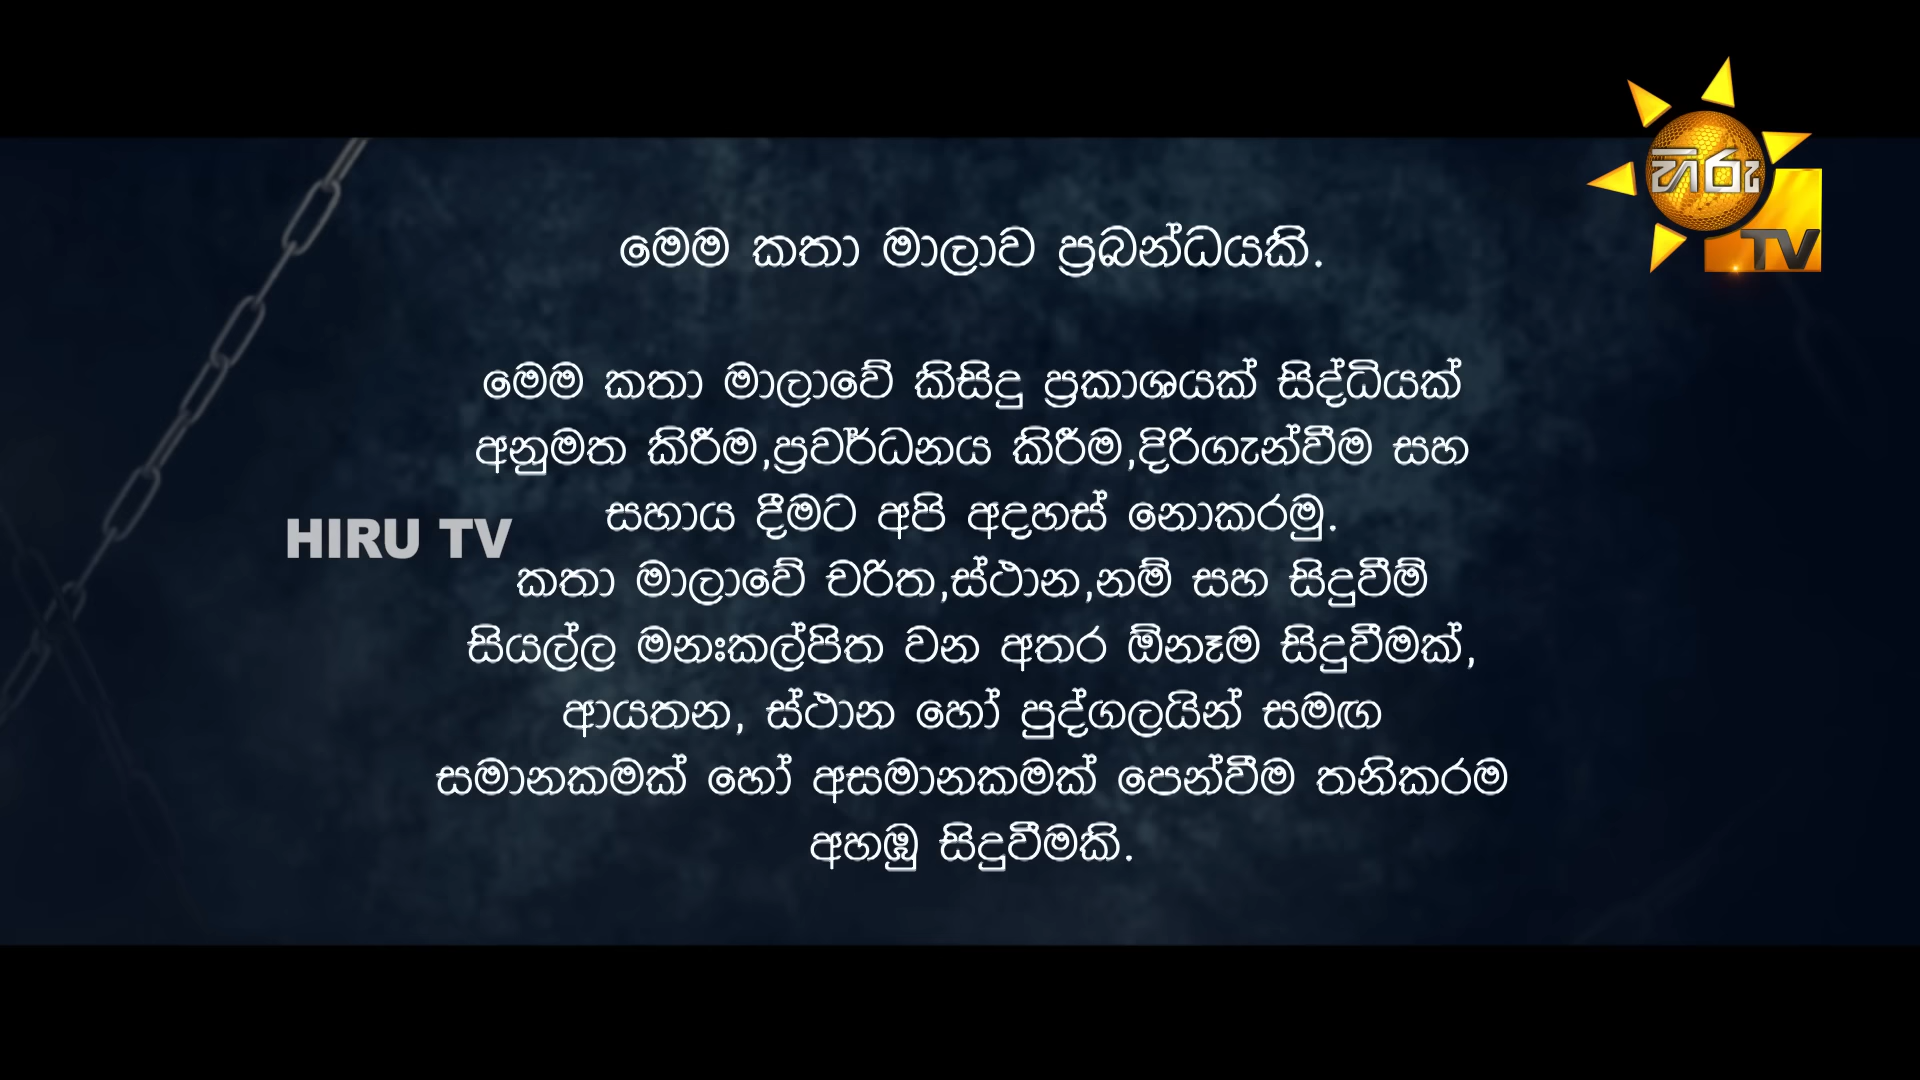 හිරු
TV
මෙම කතා මාලාව ප්‍රබන්ධයකි.
මෙම කතා මාලාවේ කිසිදු ප්‍රකාශයක් සිද්ධියක්
අනුමත කිරීම,ප්‍රවර්ධනය කිරීම,දිරිගැන්වීම සහ
සහාය දීමට අපි අදහස් නොකරමු.
HIRU TV
කතා මාලාවේ චරිත,ස්ථාන,නම් සහ සිදුවීම්
සියල්ල මනඃකල්පිත වන අතර ඕනෑම සිදුවීමක්,
ආයතන, ස්ථාන හෝ පුද්ගලයින් සමඟ
සමානකමක් හෝ අසමානකමක් පෙන්වීම තනිකරම
අහඹු සිදුවීමකි.